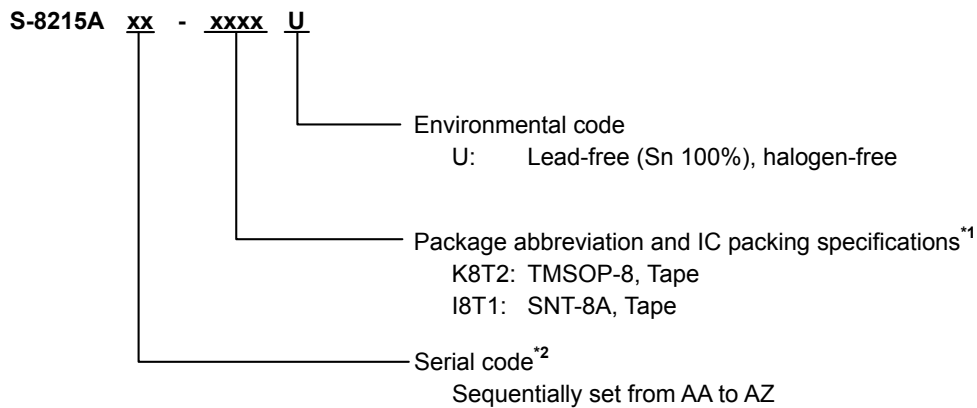 S-8215A xx - xxxx U
Environmental code
U: Lead-free (Sn 100%), halogen-free
Package abbreviation and IC packing specifications*1
K8T2: TMSOP-8, Tape
I8T1: SNT-8A, Tape
Serial code*2
Sequentially set from AA to AZ